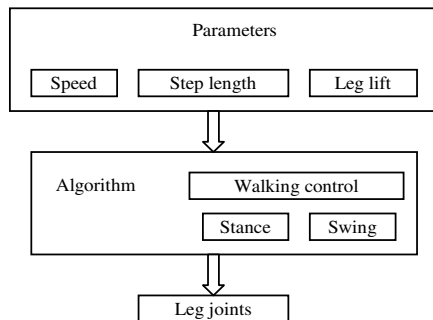 Parameters
Speed Step length Leg lift
Algorithm Walking control
Stance Swing
Leg joints